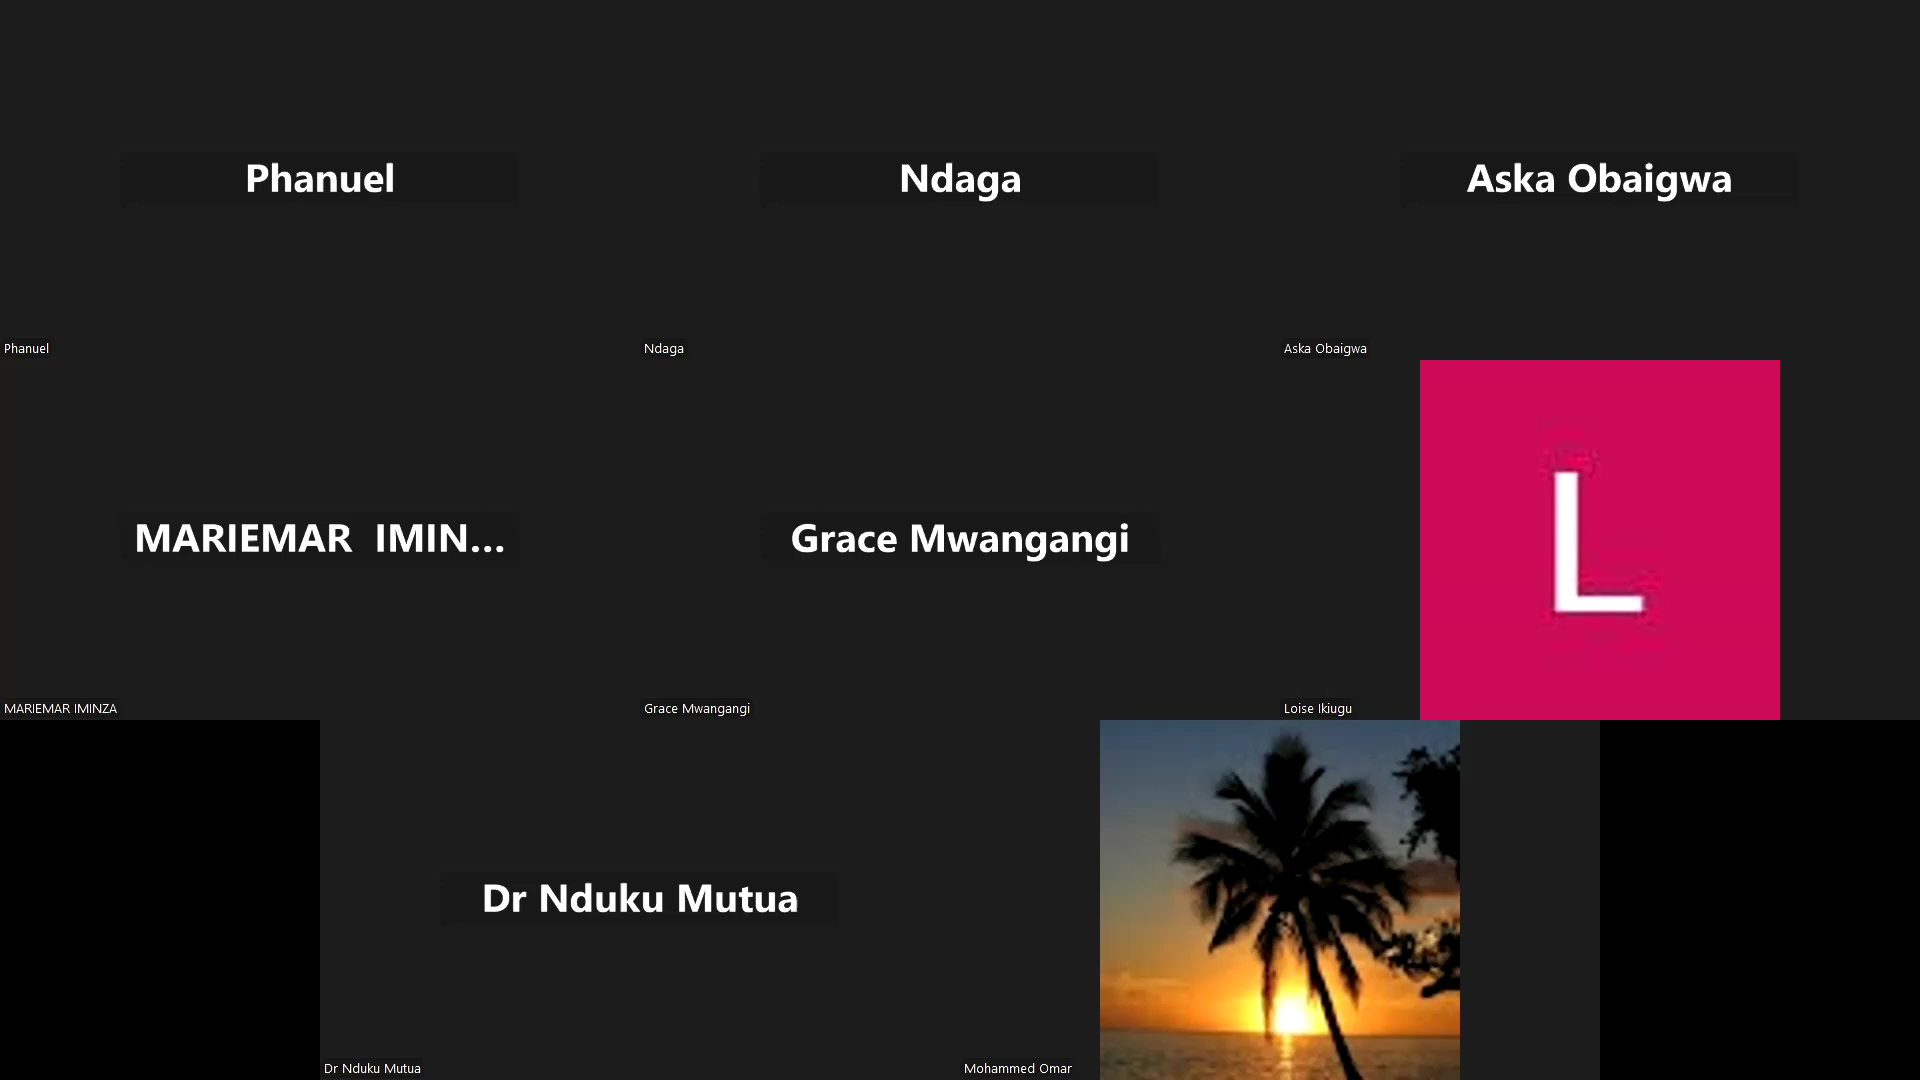 Phanuel
Ndaga
Aska Obaigwa
Phanuel
Ndaga
Aska Obaigwa
MARIEMAR  IMIN...
Grace Mwangangi
L
MARIEMAR IMINZA
Grace Mwangangi
Loise Ikiugu
Dr Nduku Mutua
Dr Nduku Mutua
Mohammed Omar